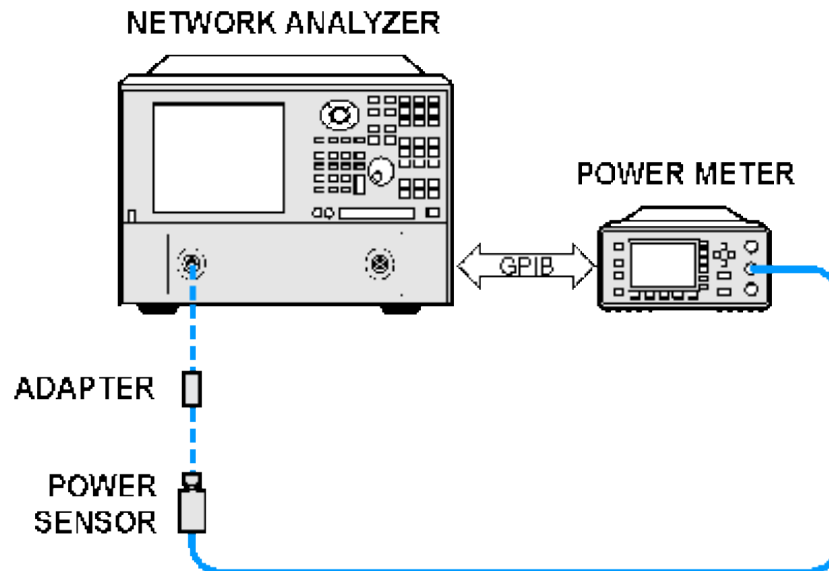 NETWORK ANALYZER
POWER METER
GPIB
ADAPTER
POWER
SENSOR